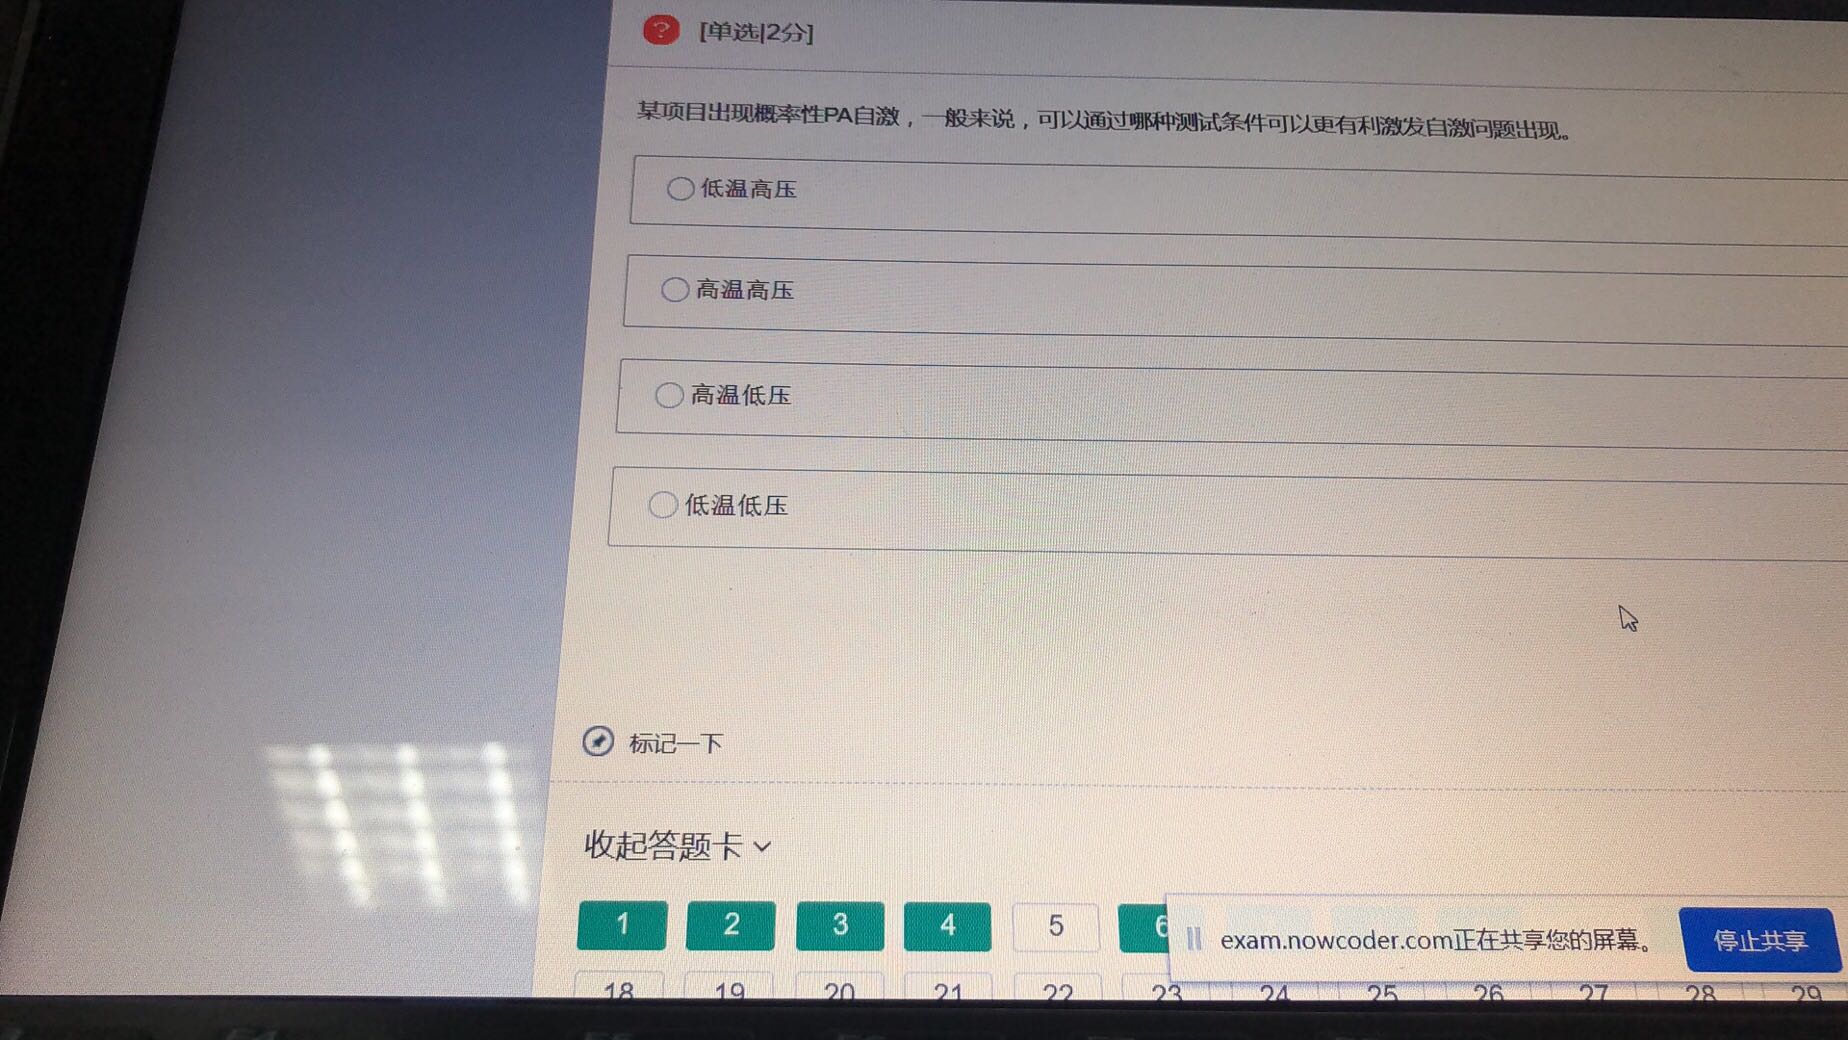 ?
[单选|2分]
某项目出现概率性PA自激，一般来说，可以通过哪种测试条件可以更有利激发自激问题出现。
低温高压
高温高压
高温低压
低温低压
标记一下
收起答题卡
1 2 3 4 5 6
exam.nowcoder.com正在共享您的屏幕。 停止共享
18 19 20 21 22 23 24 25 26 27 28 29